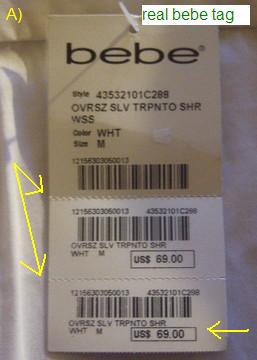 A)
real bebe tag
bebe®
Style 43532101C288
OVRSZ SLV TRPNTO SHR
WSS
Color WHT
Size M
12156303050013
12156303050013 43532101C288
OVRSZ SLV TRPNTO SHR
WHT M
US$ 69.00
12156303050013 43532101C288
OVRSZ SLV TRPNTO SHR
WHT M
US$ 69.00